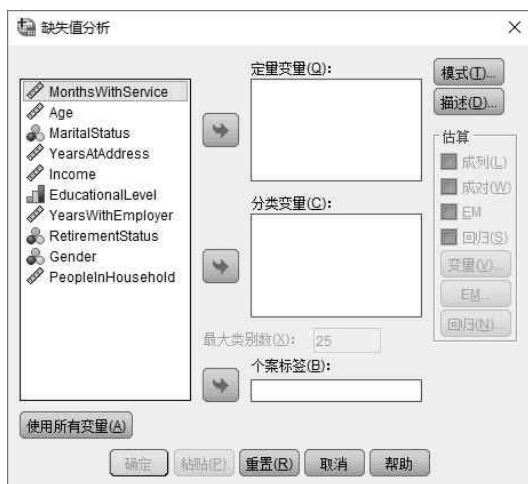 缺失值分析
MonthsWithService
Age
MaritalStatus
YearsAtAddress
Income
EducationalLevel
YearsWithEmployer
RetirementStatus
Gender
PeopleInHousehold
使用所有变量(A)
定量变量(Q):
分类变量(C):
最大类别数(X): 25
个案标签(B):
模式(T)...
描述(D)...
估算
成列(L)
成对(W)
EM
回归(S)
变量(V)...
EM...
回归(N)...
确定 粘贴(P) 重置(R) 取消 帮助